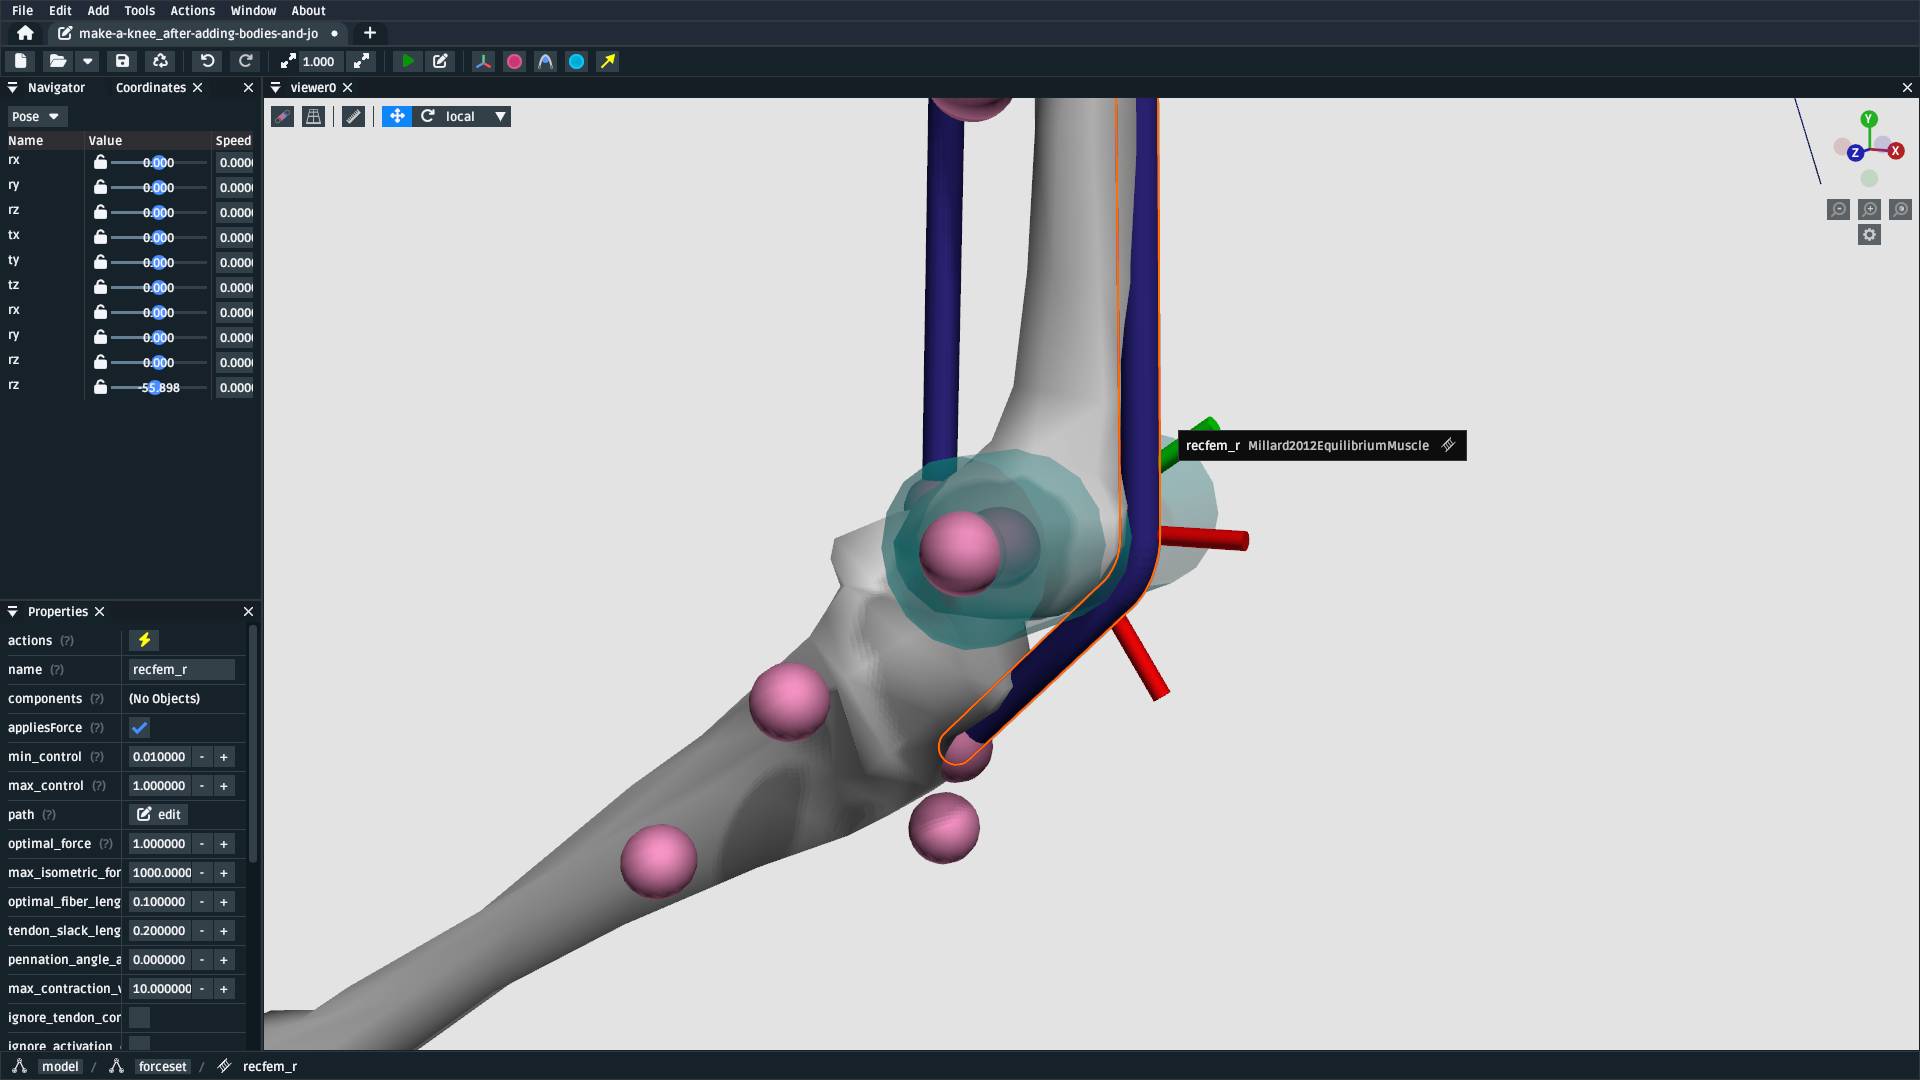 File Edit Add Tools Actions Window About
make-a-knee_after-adding-bodies-and-jo
1.000
Navigator Coordinates
viewer0
Pose
local
Name Value Speed
rx 0.000 0.000
ry 0.000 0.000
rz 0.000 0.000
tx 0.000 0.000
ty 0.000 0.000
tz 0.000 0.000
rx 0.000 0.000
ry 0.000 0.000
rz 0.000 0.000
rz -55.898 0.000
Y
Z
X
recfem_r Millard2012EquilibriumMuscle
Properties
actions (?)
name (?) recfem_r
components (?) (No Objects)
appliesForce (?)
min_control (?) 0.010000 - +
max_control (?) 1.000000 - +
path (?) edit
optimal_force (?) 1.000000 - +
max_isometric_for 1000.0000 - +
optimal_fiber_leng 0.100000 - +
tendon_slack_leng 0.200000 - +
pennation_angle_a 0.000000 - +
max_contraction_v 10.000000 - +
ignore_tendon_cor
ignore_activation
model / forceset / recfem_r